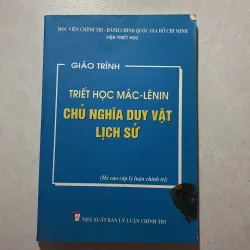 HỌC VIỆN CHÍNH TRỊ - HÀNH CHÍNH QUỐC GIA HỒ CHÍ MINH
VIỆN TRIẾT HỌC
GIÁO TRÌNH
TRIẾT HỌC MÁC-LÊNIN
CHỦ NGHĨA DUY VẬT
LỊCH SỬ
(Hệ cao cấp lý luận chính trị)
NHÀ XUẤT BẢN LÝ LUẬN CHÍNH TRỊ